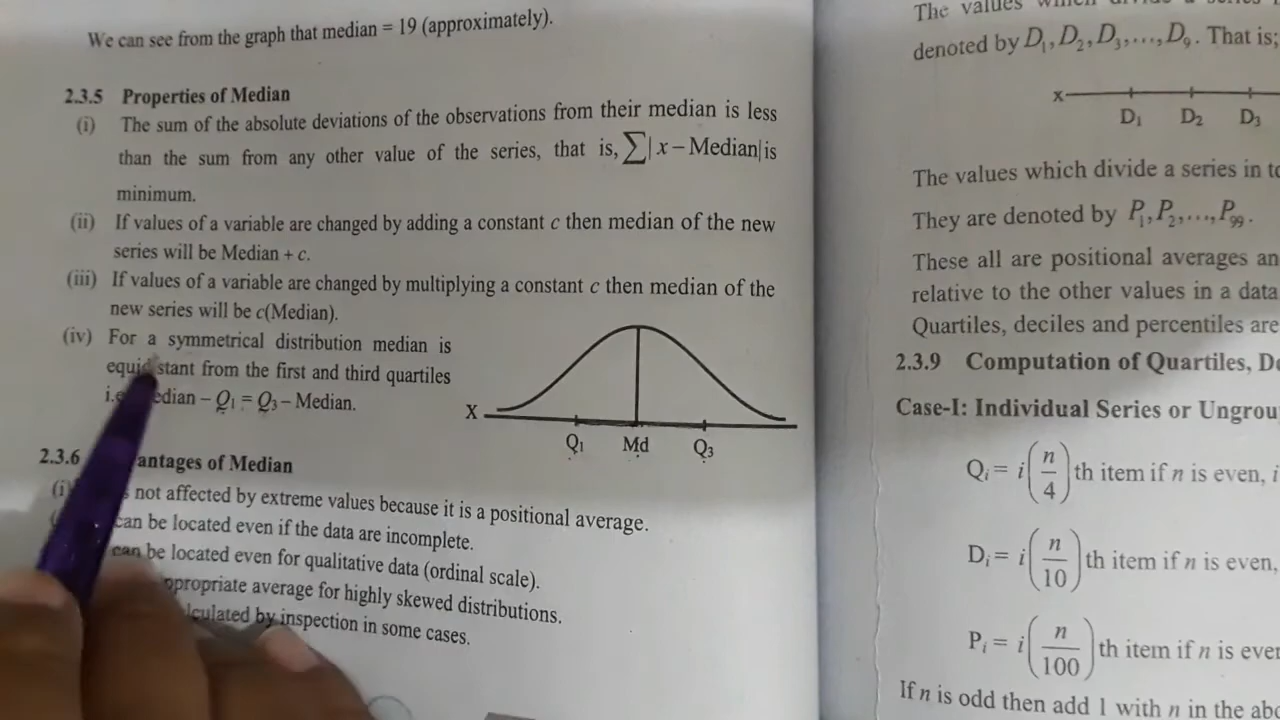 We can see from the graph that median = 19 (approximately).
2.3.5 Properties of Median
(i) The sum of the absolute deviations of the observations from their median is less
than the sum from any other value of the series, that is, ∑|x − Median| is
minimum.
(ii) If values of a variable are changed by adding a constant c then median of the new
series will be Median + c.
(iii) If values of a variable are changed by multiplying a constant c then median of the
new series will be c(Median).
(iv) For a symmetrical distribution median is
equidistant from the first and third quartiles
Median − Q₁ = Q₃ − Median.
X
Q₁ Md Q₃
2.3.6 of Median
(i) not affected by extreme values because it is a positional average.
can be located even if the data are incomplete.
can be located even for qualitative data (ordinal scale).
average for highly skewed distributions.
by inspection in some cases.
The values which divide a series
denoted by D₁, D₂, D₃,..., D₉. That is;
x
D₁ D₂ D₃
The values which divide a series in
They are denoted by P₁, P₂,..., P₉₉.
These all are positional averages
relative to the other values in a data
Quartiles, deciles and percentiles are
2.3.9 Computation of Quartiles,
Case-I: Individual Series or
Qᵢ = i(n/4)th item if n is even,
Dᵢ = i(n/10)th item if n is even,
Pᵢ = i(n/100)th item if n is
If n is odd then add 1 with n in the